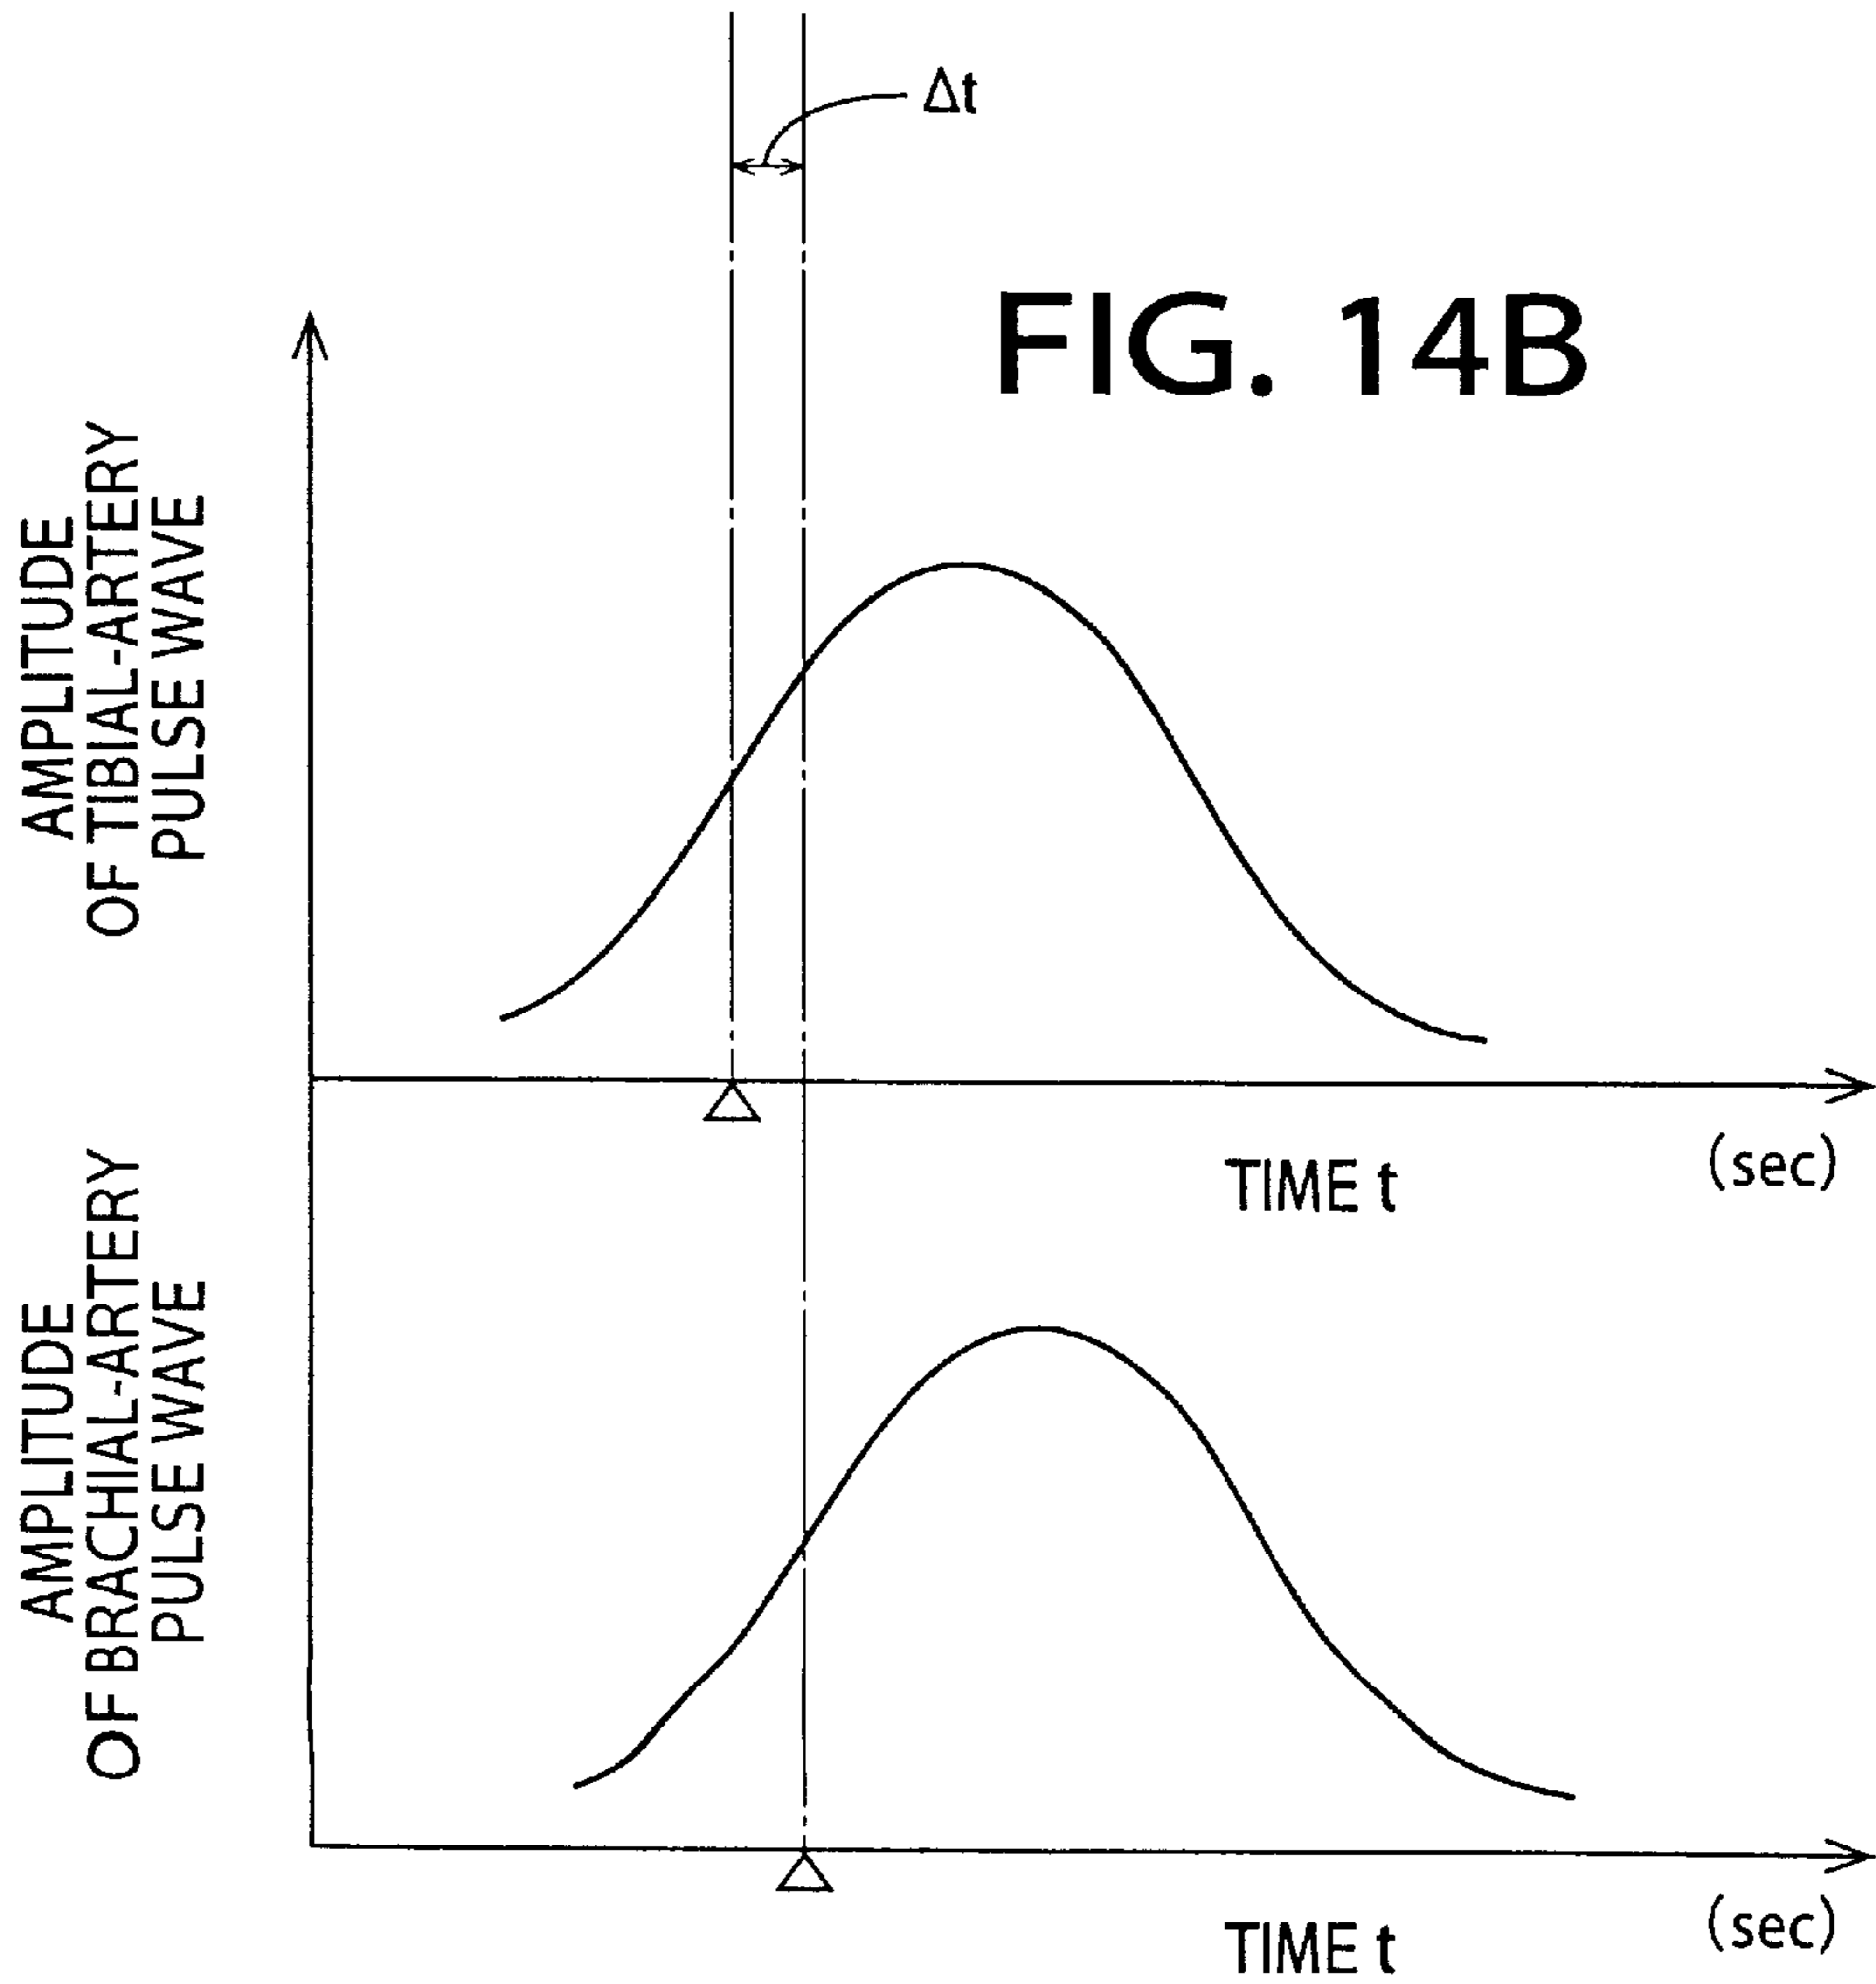 Δt
FIG. 14B
AMPLITUDE
OF TIBIAL-ARTERY
PULSE WAVE
TIME t
(sec)
AMPLITUDE
OF BRACHIAL-ARTERY
PULSE WAVE
TIME t
(sec)